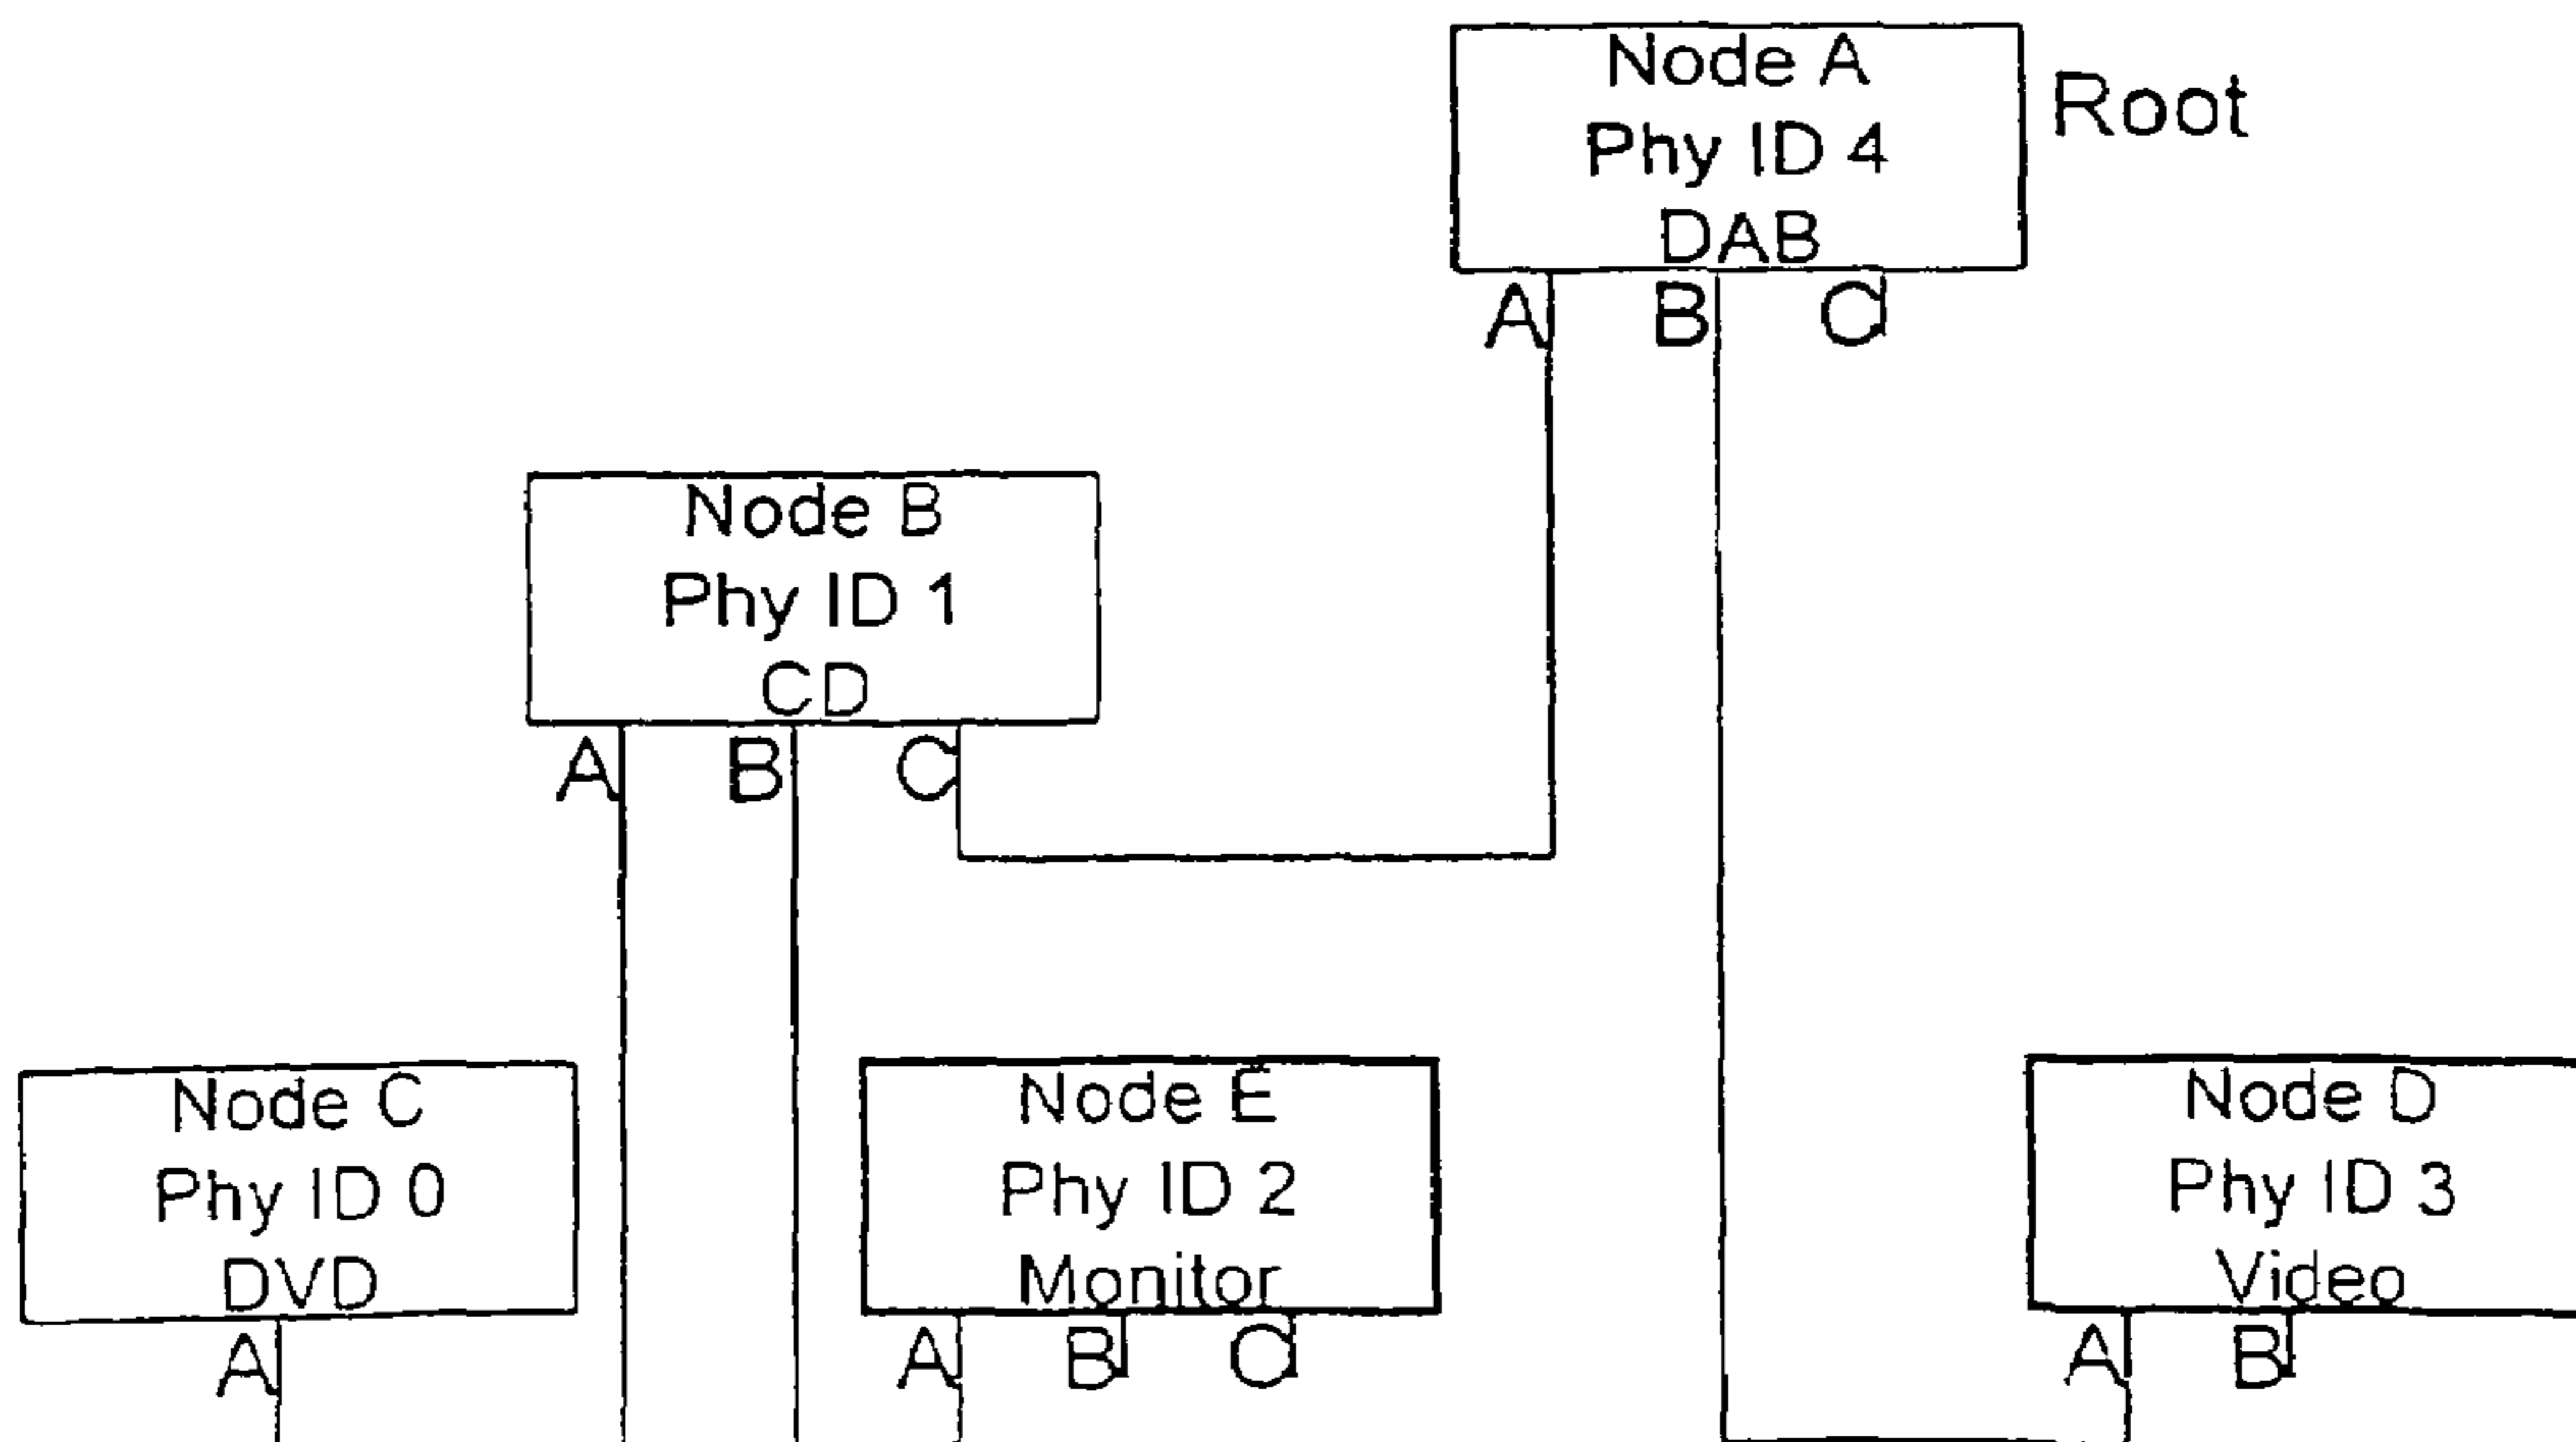 Node A
Phy ID 4
DAB
Root
A B C
Node B
Phy ID 1
CD
A B C
Node C
Phy ID 0
DVD
A
Node E
Phy ID 2
Monitor
A B C
Node D
Phy ID 3
Video
A B